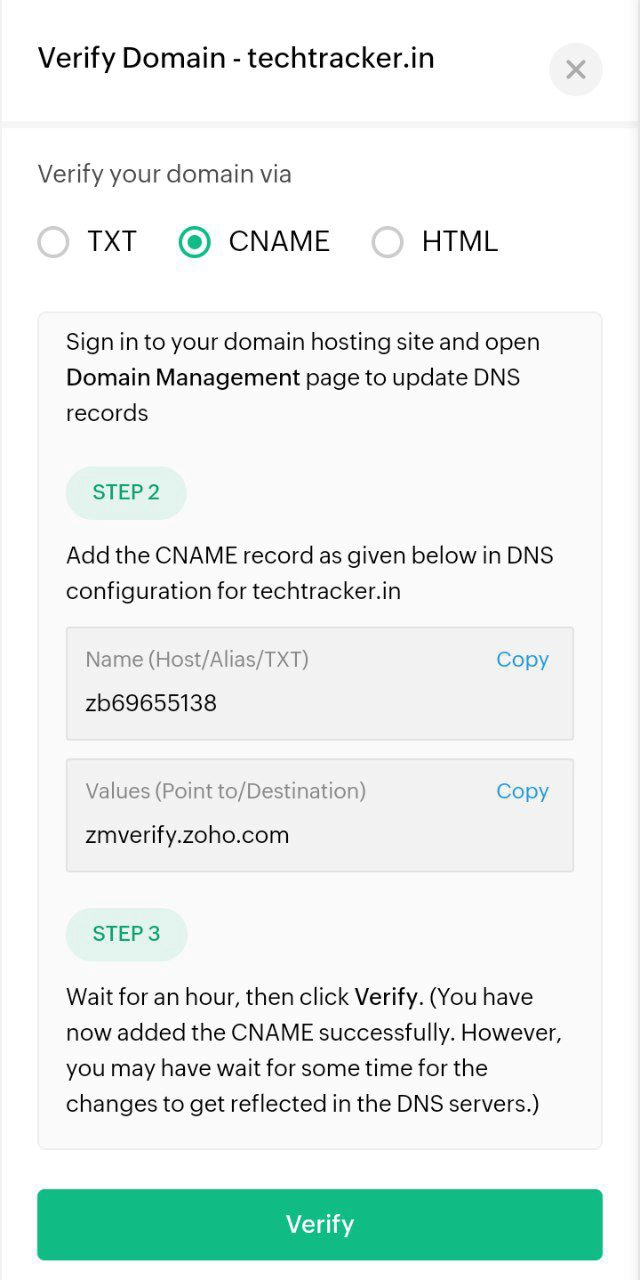 Verify Domain - techtracker.in
Verify your domain via
TXT CNAME HTML
Sign in to your domain hosting site and open
Domain Management page to update DNS
records
STEP 2
Add the CNAME record as given below in DNS
configuration for techtracker.in
Name (Host/Alias/TXT) Copy
zb69655138
Values (Point to/Destination) Copy
zmverify.zoho.com
STEP 3
Wait for an hour, then click Verify. (You have
now added the CNAME successfully. However,
you may have wait for some time for the
changes to get reflected in the DNS servers.)
Verify